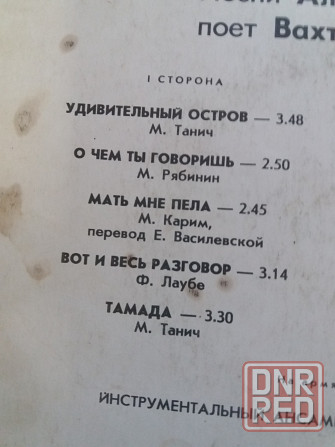 поет Вахт
I СТОРОНА
УДИВИТЕЛЬНЫЙ ОСТРОВ — 3.48
М. Танич
О ЧЕМ ТЫ ГОВОРИШЬ — 2.50
М. Рябинин
МАТЬ МНЕ ПЕЛА — 2.45
М. Карим,
перевод Е. Василевской
ВОТ И ВЕСЬ РАЗГОВОР — 3.14
Ф. Лаубе
ТАМАДА — 3.30
М. Танич
ИНСТРУМЕНТАЛЬНЫЙ АНСАМ
DNR
RED